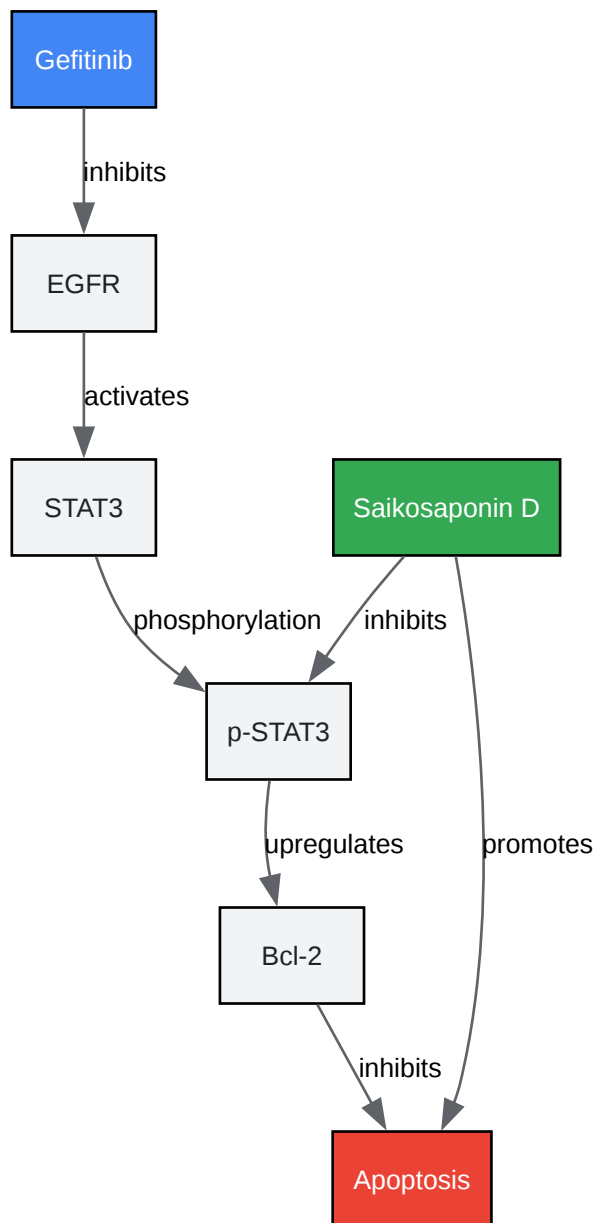 Gefitinib
inhibits
EGFR
activates
STAT3
Saikosaponin D
phosphorylation
inhibits
p-STAT3
upregulates
promotes
Bcl-2
inhibits
Apoptosis